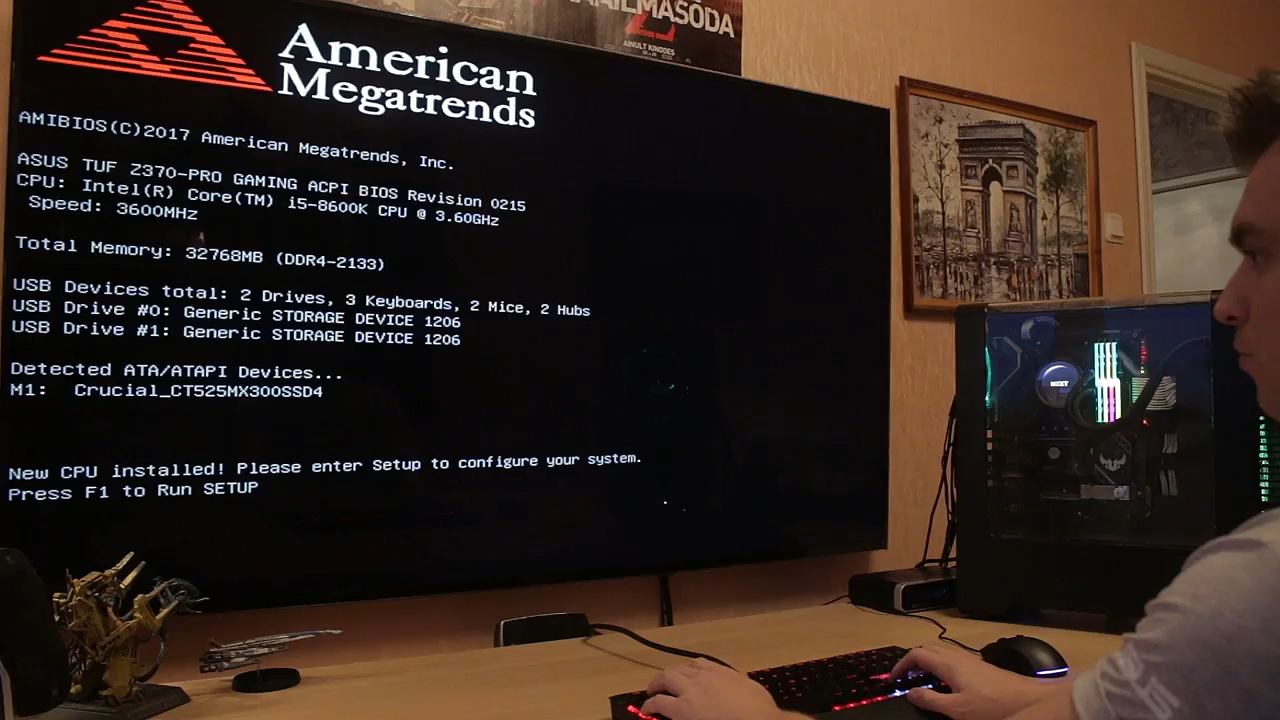 AILMASÕDA
Z
AINULT KINODES
American
Megatrends
AMIBIOS(C)2017 American Megatrends, Inc.
ASUS TUF Z370-PRO GAMING ACPI BIOS Revision 0215
CPU: Intel(R) Core(TM) i5-8600K CPU @ 3.60GHz
Speed: 3600MHz
Total Memory: 32768MB (DDR4-2133)
USB Devices total: 2 Drives, 3 Keyboards, 2 Mice, 2 Hubs
USB Drive #0: Generic STORAGE DEVICE 1206
USB Drive #1: Generic STORAGE DEVICE 1206
Detected ATA/ATAPI Devices...
M1: Crucial_CT525MX300SSD4
New CPU installed! Please enter Setup to configure your system.
Press F1 to Run SETUP
NZXT